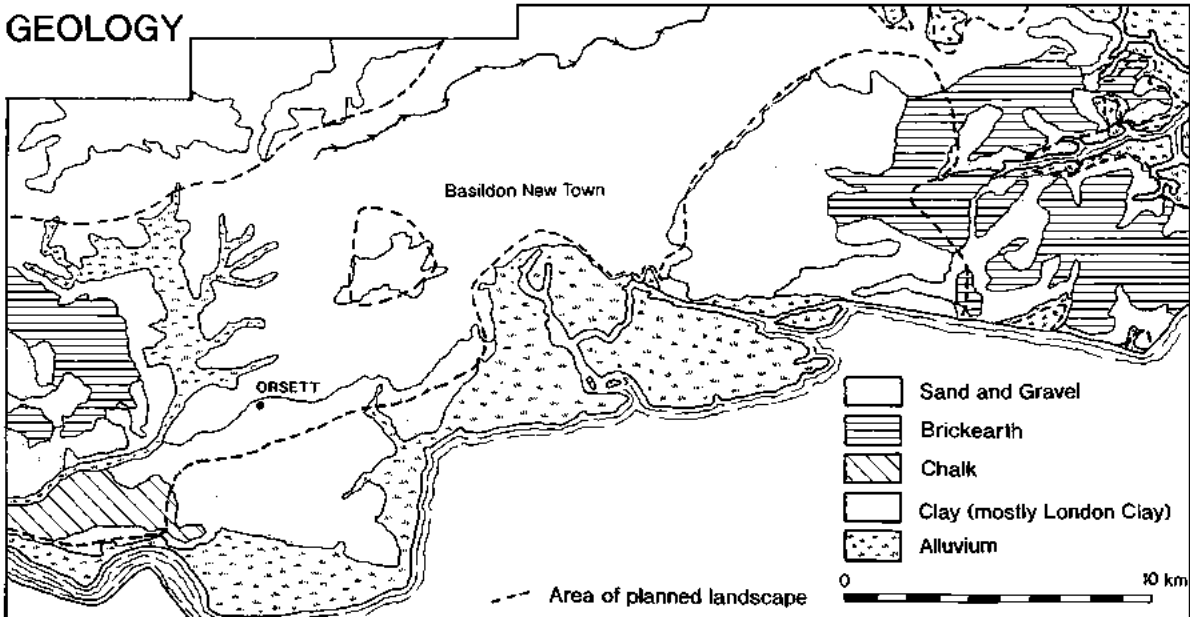 GEOLOGY
Basildon New Town
ORSETT
Sand and Gravel
Brickearth
Chalk
Clay (mostly London Clay)
Alluvium
0 10 km
Area of planned landscape